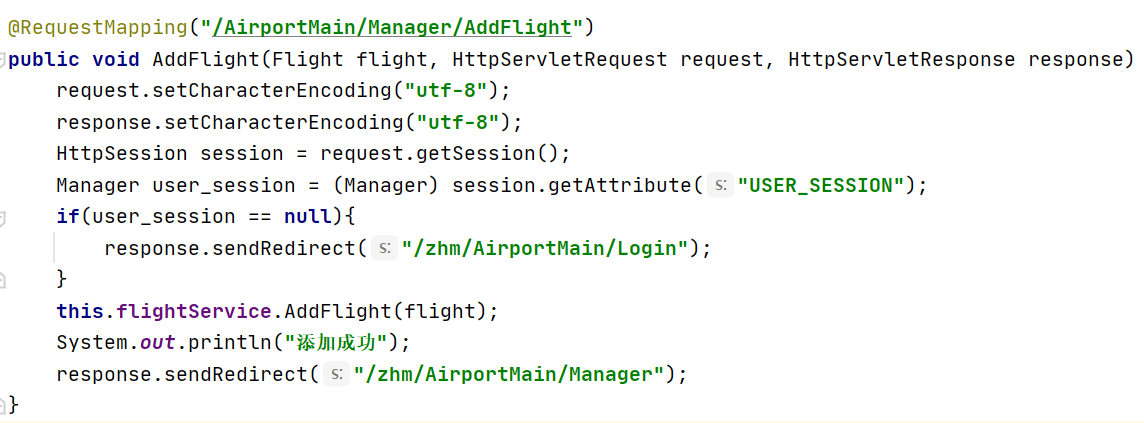 @RequestMapping("/AirportMain/Manager/AddFlight")
public void AddFlight(Flight flight, HttpServletRequest request, HttpServletResponse response)
    request.setCharacterEncoding("utf-8");
    response.setCharacterEncoding("utf-8");
    HttpSession session = request.getSession();
    Manager user_session = (Manager) session.getAttribute( s: "USER_SESSION");
    if(user_session == null){
        response.sendRedirect( s: "/zhm/AirportMain/Login");
    }
    this.flightService.AddFlight(flight);
    System.out.println("添加成功");
    response.sendRedirect( s: "/zhm/AirportMain/Manager");
}